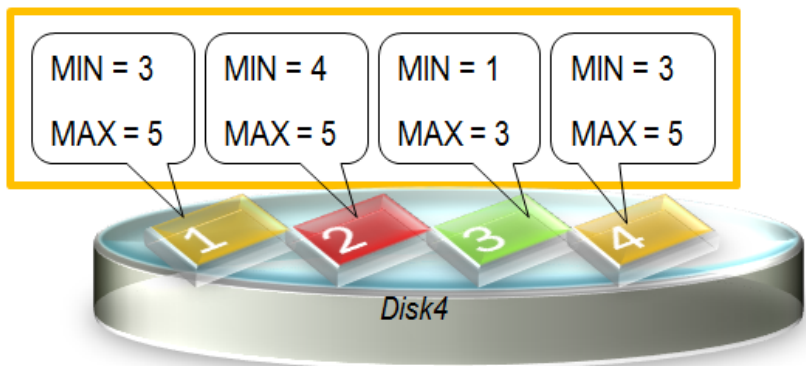 MIN = 3
MAX = 5
MIN = 4
MAX = 5
MIN = 1
MAX = 3
MIN = 3
MAX = 5
1
2
3
4
Disk4